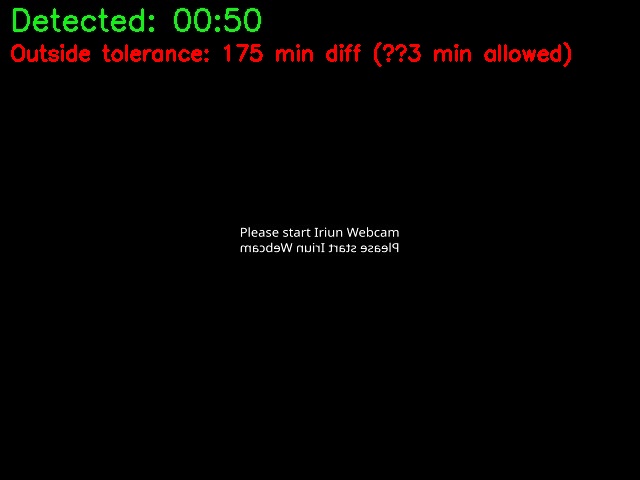 Detected: 00:50
Outside tolerance: 175 min diff (??3 min allowed)
Please start Iriun Webcam
Please start Iriun Webcam